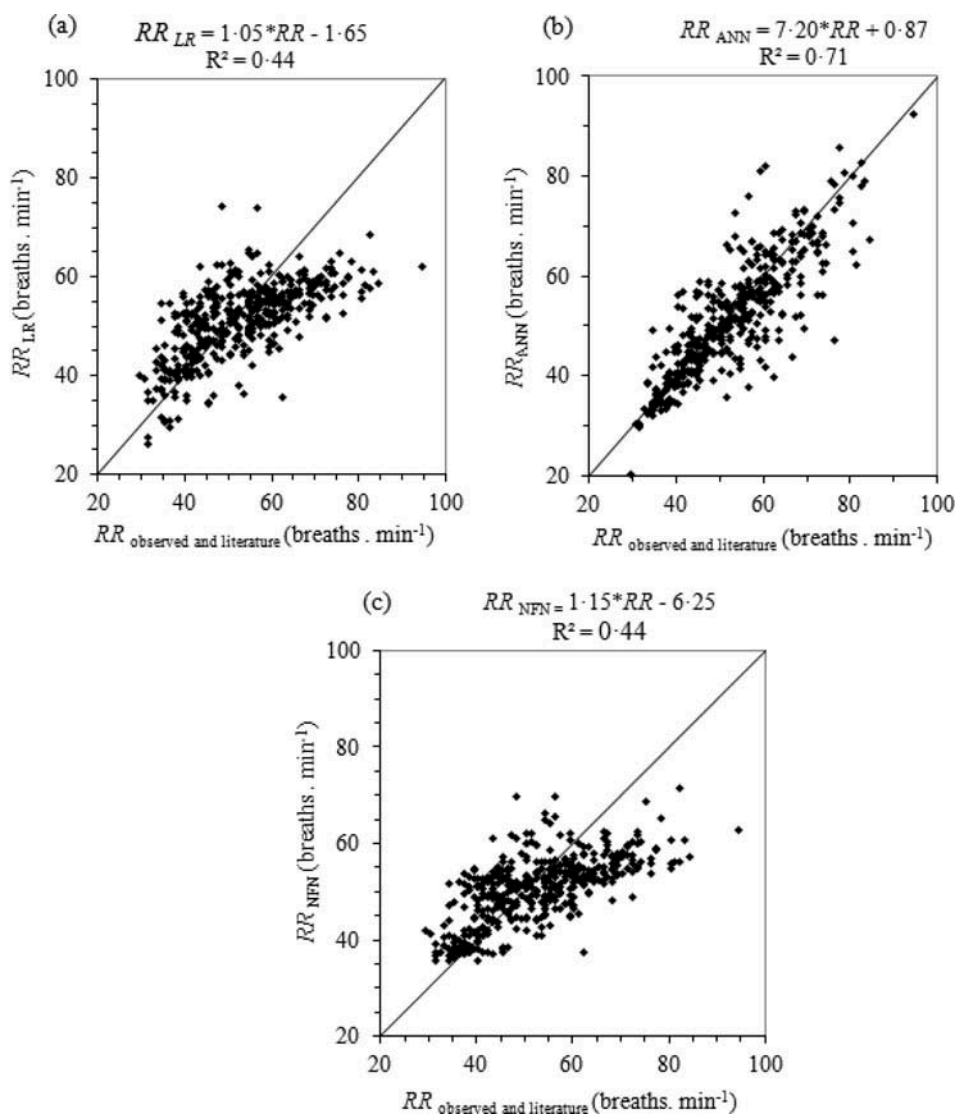 (a)
RR LR = 1·05*RR - 1·65
R² = 0·44
100
80
60
40
20
RR LR (breaths . min-1)
20 40 60 80 100
RR observed and literature (breaths . min-1)
(b)
RR ANN = 7·20*RR + 0·87
R² = 0·71
100
80
60
40
20
RR ANN (breaths . min-1)
20 40 60 80 100
RR observed and literature (breaths . min-1)
(c)
RR NFN = 1·15*RR - 6·25
R² = 0·44
100
80
60
40
20
RR NFN (breaths . min-1)
20 40 60 80 100
RR observed and literature (breaths . min-1)